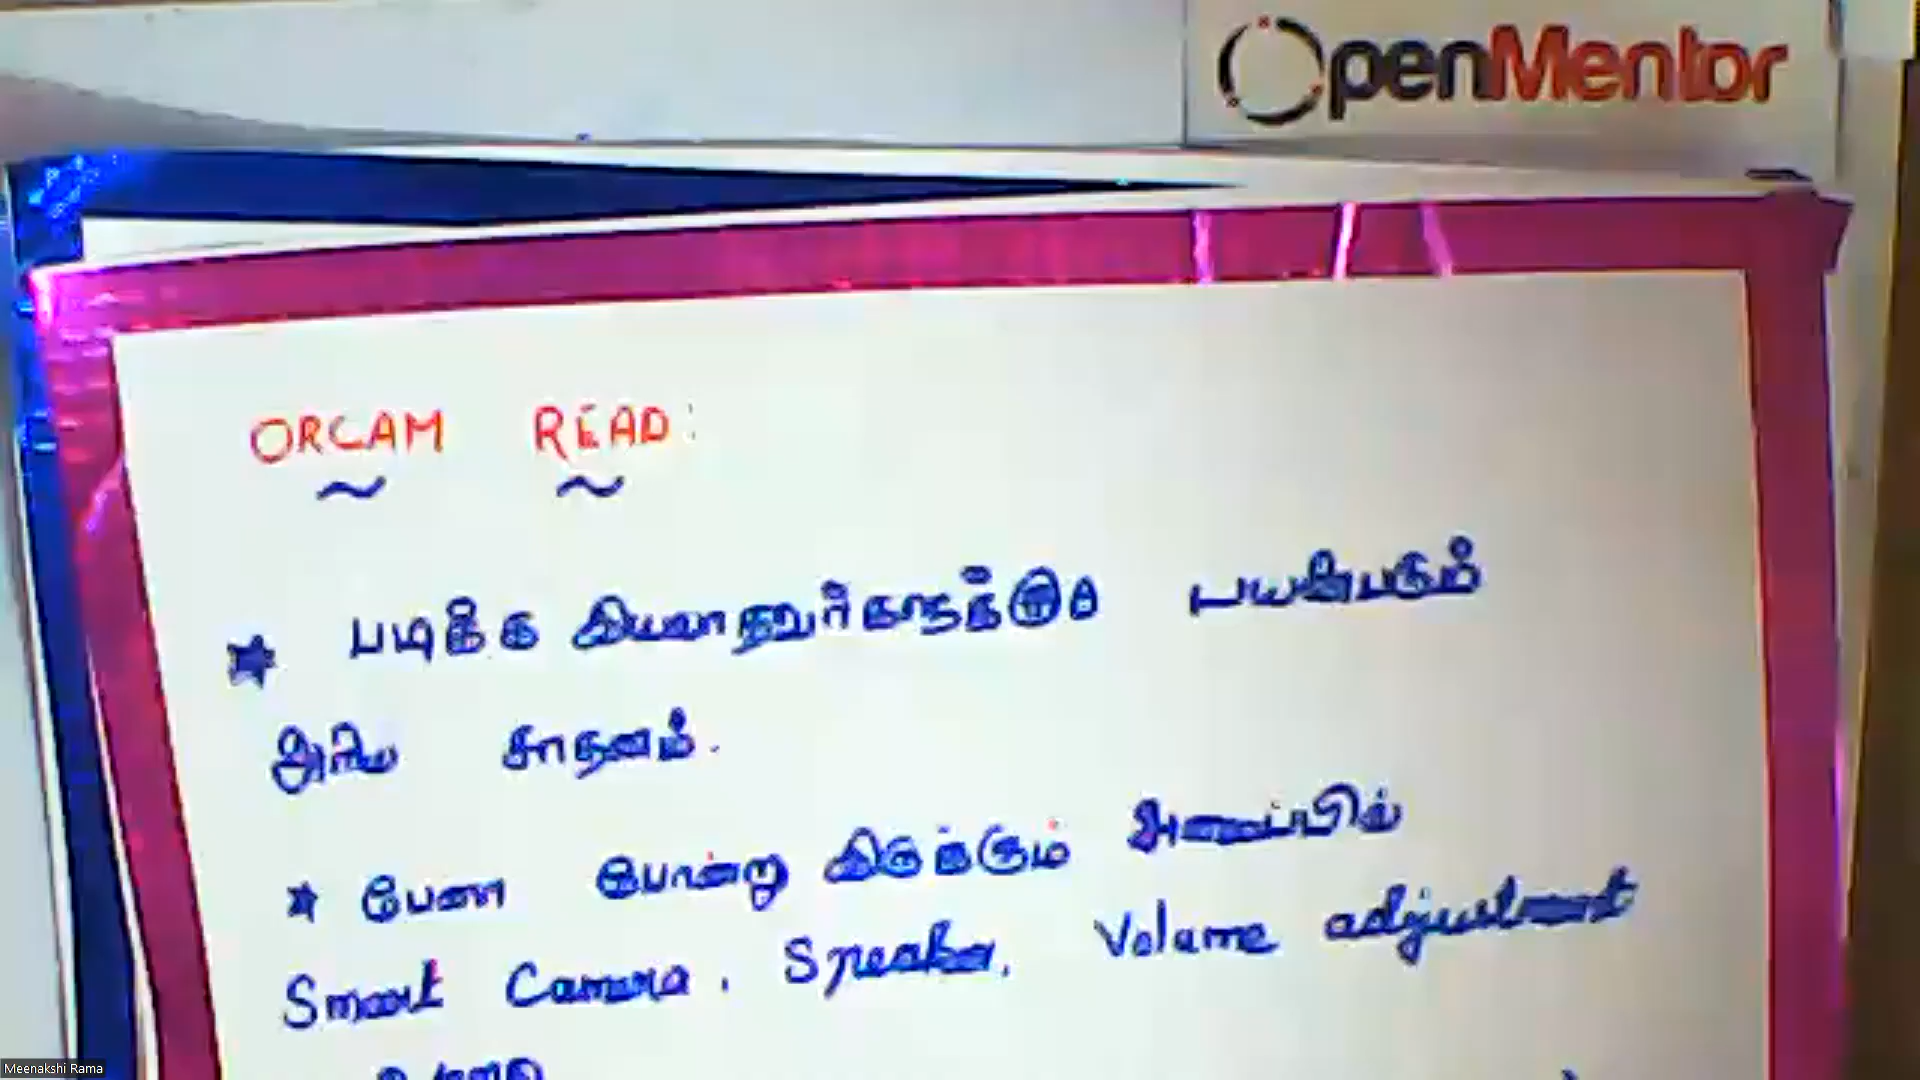 OpenMentor
ORCAM READ:
★ படிக்க இயலாதவர்களுக்கு பயன்படும்
அரிய சாதனம்.
★ பேனா போன்று இருக்கும் அமைப்பில்
Smart Camera, Speaker, Volume adjustment
Meenakshi Rama